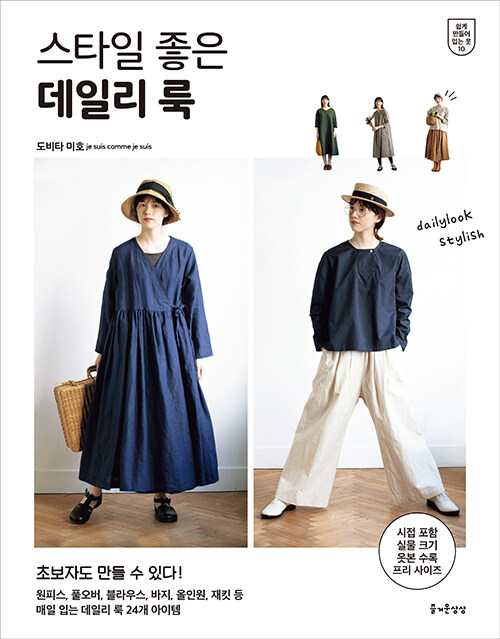 스타일 좋은
데일리 룩
쉽게
만들어
입는 옷
10
도비타 미호 je suis comme je suis
dailylook
stylish
시접 포함
실물 크기
옷본 수록
프리 사이즈
초보자도 만들 수 있다!
원피스, 풀오버, 블라우스, 바지, 올인원, 재킷 등
매일 입는 데일리 룩 24개 아이템
즐거운상상